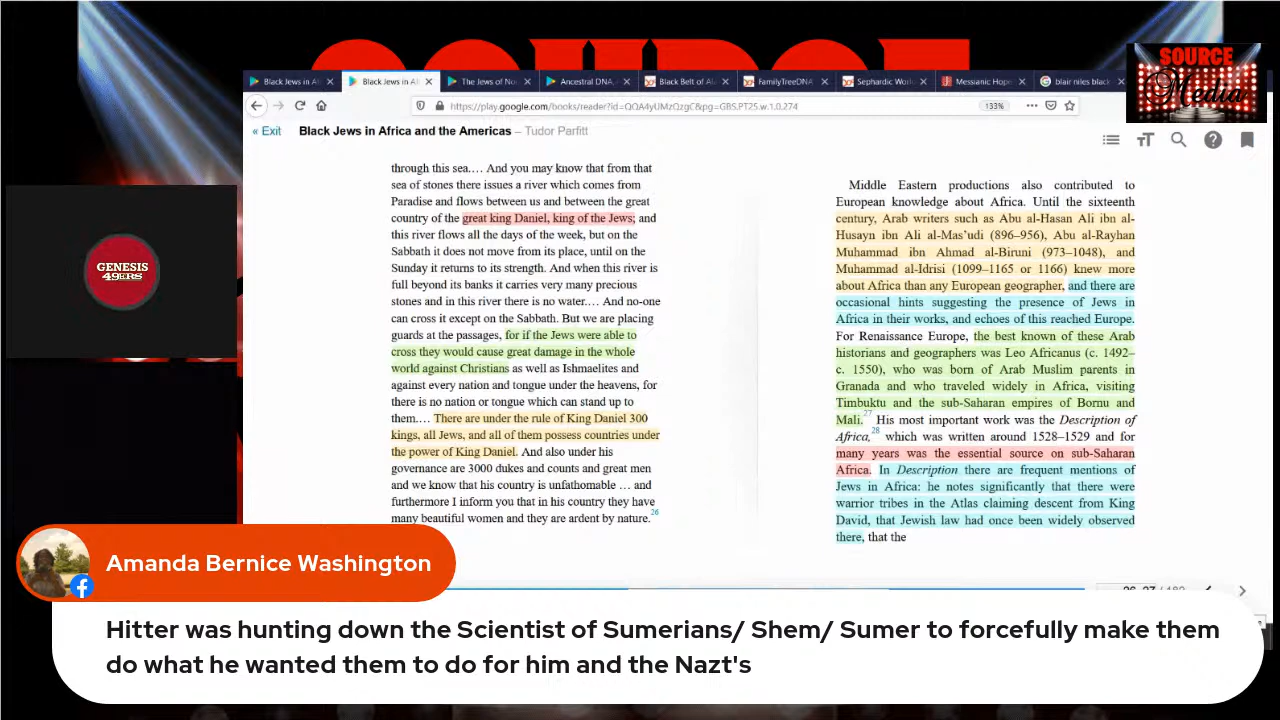 SOURCE
SOURCE
Media
Black Jews in Af
Black Jews in Af
The Jews of No
Ancestral DNA,
Black Belt of Al
FamilyTreeDNA
Sephardic Wor
Messianic Hop
blair niles black
https://play.google.com/books/reader?id=QQA4yUMzQzgC&pg=GBS.PT25.w.1.0.274
133%
« Exit Black Jews in Africa and the Americas – Tudor Parfitt
through this sea.… And you may know that from that
sea of stones there issues a river which comes from
Paradise and flows between us and between the great
country of the great king Daniel, king of the Jews; and
this river flows all the days of the week, but on the
Sabbath it does not move from its place, until on the
Sunday it returns to its strength. And when this river is
full beyond its banks it carries very many precious
stones and in this river there is no water.… And no-one
can cross it except on the Sabbath. But we are placing
guards at the passages, for if the Jews were able to
cross they would cause great damage in the whole
world against Christians as well as Ishmaelites and
against every nation and tongue under the heavens, for
there is no nation or tongue which can stand up to
them.… There are under the rule of King Daniel 300
kings, all Jews, and all of them possess countries under
the power of King Daniel. And also under his
governance are 3000 dukes and counts and great men
and we know that his country is unfathomable … and
furthermore I inform you that in his country they have
many beautiful women and they are ardent by nature.26
Middle Eastern productions also contributed to
European knowledge about Africa. Until the sixteenth
century, Arab writers such as Abu al-Hasan Ali ibn al-
Husayn ibn Ali al-Mas'udi (896–956), Abu al-Rayhan
Muhammad ibn Ahmad al-Biruni (973–1048), and
Muhammad al-Idrisi (1099–1165 or 1166) knew more
about Africa than any European geographer, and there are
occasional hints suggesting the presence of Jews in
Africa in their works, and echoes of this reached Europe.
For Renaissance Europe, the best known of these Arab
historians and geographers was Leo Africanus (c. 1492–
c. 1550), who was born of Arab Muslim parents in
Granada and who traveled widely in Africa, visiting
Timbuktu and the sub-Saharan empires of Bornu and
Mali.27 His most important work was the Description of
Africa,28 which was written around 1528–1529 and for
many years was the essential source on sub-Saharan
Africa. In Description there are frequent mentions of
Jews in Africa: he notes significantly that there were
warrior tribes in the Atlas claiming descent from King
David, that Jewish law had once been widely observed
there, that the
GENESIS
49ERS
Amanda Bernice Washington
Hitter was hunting down the Scientist of Sumerians/ Shem/ Sumer to forcefully make them
do what he wanted them to do for him and the Nazt's